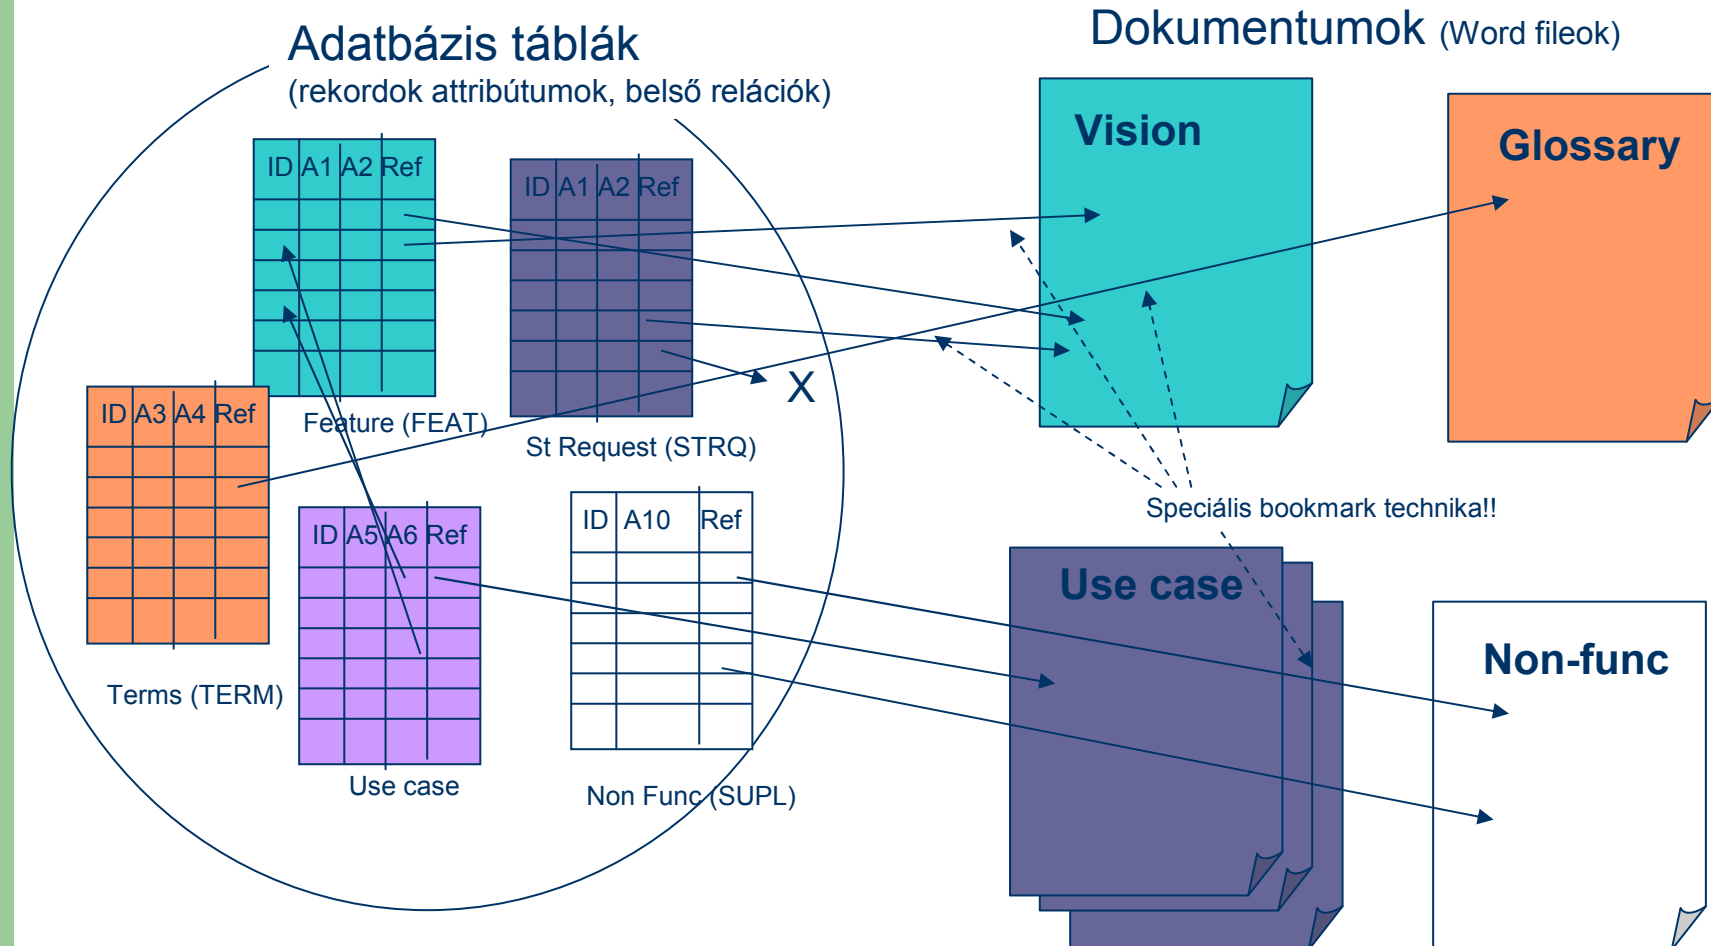 Adatbázis táblák
(rekordok attribútumok, belső relációk)
Dokumentumok (Word fileok)
ID A1 A2 Ref
Feature (FEAT)
ID A1 A2 Ref
St Request (STRQ)
X
ID A3 A4 Ref
Terms (TERM)
ID A5 A6 Ref
Use case
ID A10 Ref
Non Func (SUPL)
Vision
Glossary
Speciális bookmark technika!!
Use case
Non-func